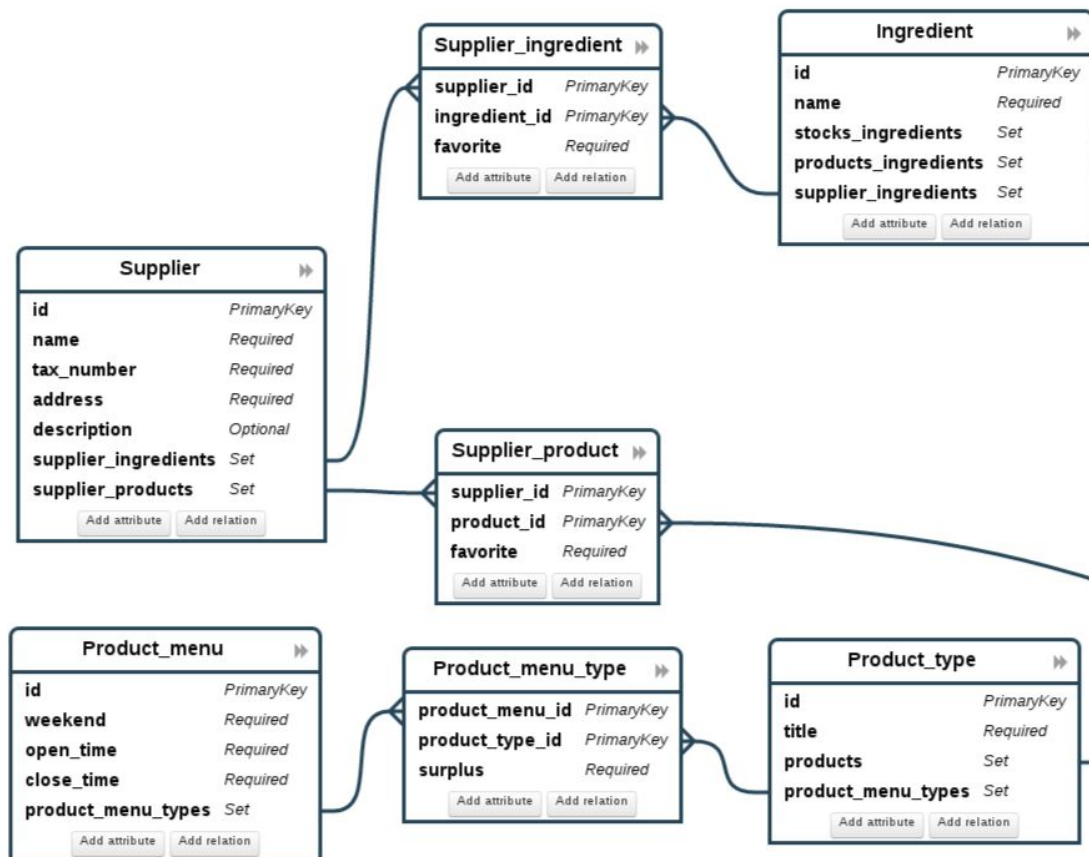 Supplier_ingredient
supplier_id PrimaryKey
ingredient_id PrimaryKey
favorite Required
Add attribute Add relation
Ingredient
id PrimaryKey
name Required
stocks_ingredients Set
products_ingredients Set
supplier_ingredients Set
Add attribute Add relation
Supplier
id PrimaryKey
name Required
tax_number Required
address Required
description Optional
supplier_ingredients Set
supplier_products Set
Add attribute Add relation
Supplier_product
supplier_id PrimaryKey
product_id PrimaryKey
favorite Required
Add attribute Add relation
Product_menu
id PrimaryKey
weekend Required
open_time Required
close_time Required
product_menu_types Set
Add attribute Add relation
Product_menu_type
product_menu_id PrimaryKey
product_type_id PrimaryKey
surplus Required
Add attribute Add relation
Product_type
id PrimaryKey
title Required
products Set
product_menu_types Set
Add attribute Add relation